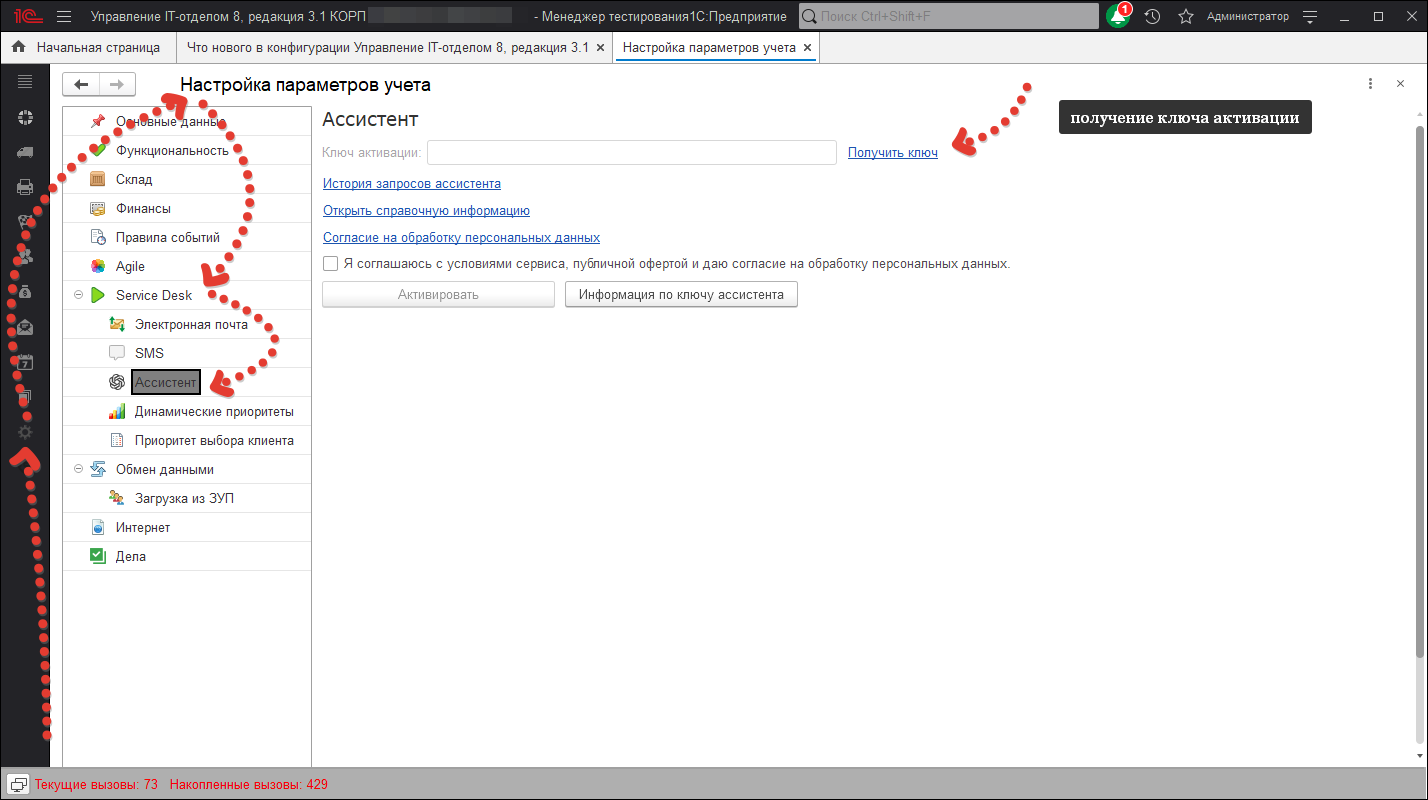 1С Управление IT-отделом 8, редакция 3.1 КОРП - Менеджер тестирования1С:Предприятие Поиск Ctrl+Shift+F 1 Администратор
Начальная страница Что нового в конфигурации Управление IT-отделом 8, редакция 3.1 × Настройка параметров учета ×
Настройка параметров учета
Основные данные
Функциональность
Склад
Финансы
Правила событий
Agile
Service Desk
Электронная почта
SMS
Ассистент
Динамические приоритеты
Приоритет выбора клиента
Обмен данными
Загрузка из ЗУП
Интернет
Дела
Ассистент
получение ключа активации
Ключ активации: Получить ключ
История запросов ассистента
Открыть справочную информацию
Согласие на обработку персональных данных
Я соглашаюсь с условиями сервиса, публичной офертой и даю согласие на обработку персональных данных.
Активировать Информация по ключу ассистента
7
Текущие вызовы: 73 Накопленные вызовы: 429